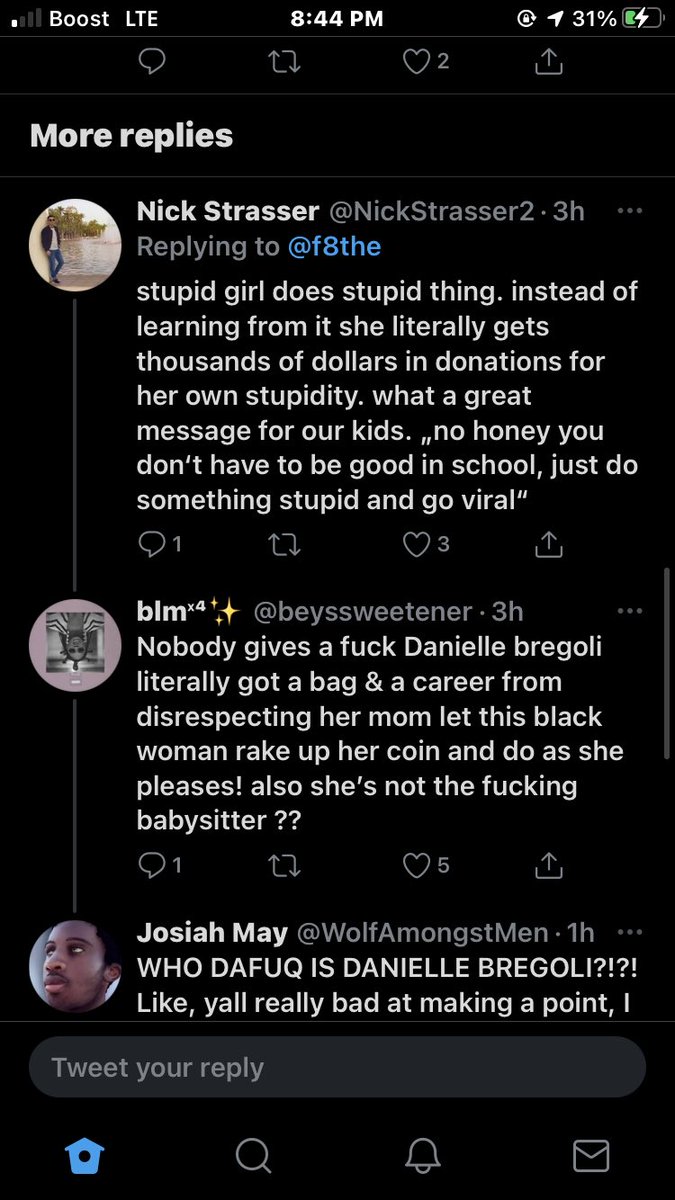 Boost LTE 8:44 PM 31%
2
More replies
Nick Strasser @NickStrasser2 · 3h
Replying to @f8the
stupid girl does stupid thing. instead of
learning from it she literally gets
thousands of dollars in donations for
her own stupidity. what a great
message for our kids. „no honey you
don‘t have to be good in school, just do
something stupid and go viral“
1 3
blmˣ⁴✨ @beyssweetener · 3h
Nobody gives a fuck Danielle bregoli
literally got a bag & a career from
disrespecting her mom let this black
woman rake up her coin and do as she
pleases! also she’s not the fucking
babysitter ??
1 5
Josiah May @WolfAmongstMen · 1h
WHO DAFUQ IS DANIELLE BREGOLI?!?!
Like, yall really bad at making a point, I
Tweet your reply